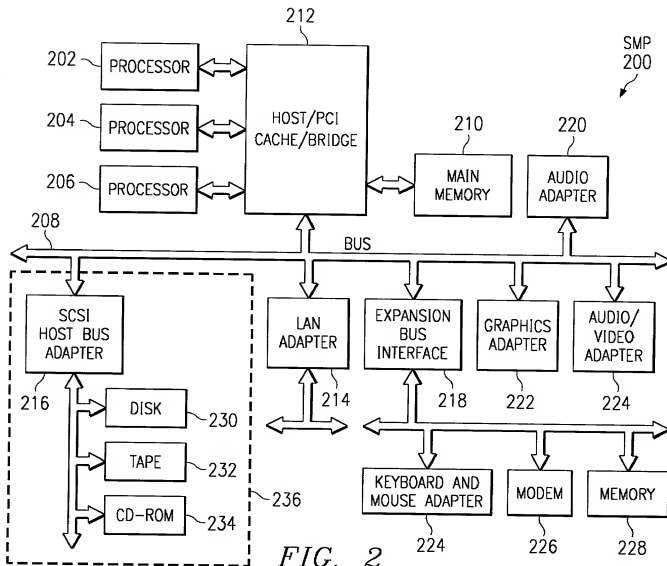 212
SMP
200
202
PROCESSOR
204
PROCESSOR
206
PROCESSOR
HOST/PCI
CACHE/BRIDGE
210
MAIN
MEMORY
220
AUDIO
ADAPTER
208
BUS
SCSI
HOST BUS
ADAPTER
216
LAN
ADAPTER
214
EXPANSION
BUS
INTERFACE
218
GRAPHICS
ADAPTER
222
AUDIO/
VIDEO
ADAPTER
224
DISK
230
TAPE
232
CD-ROM
234
236
KEYBOARD AND
MOUSE ADAPTER
224
MODEM
226
MEMORY
228
FIG. 2